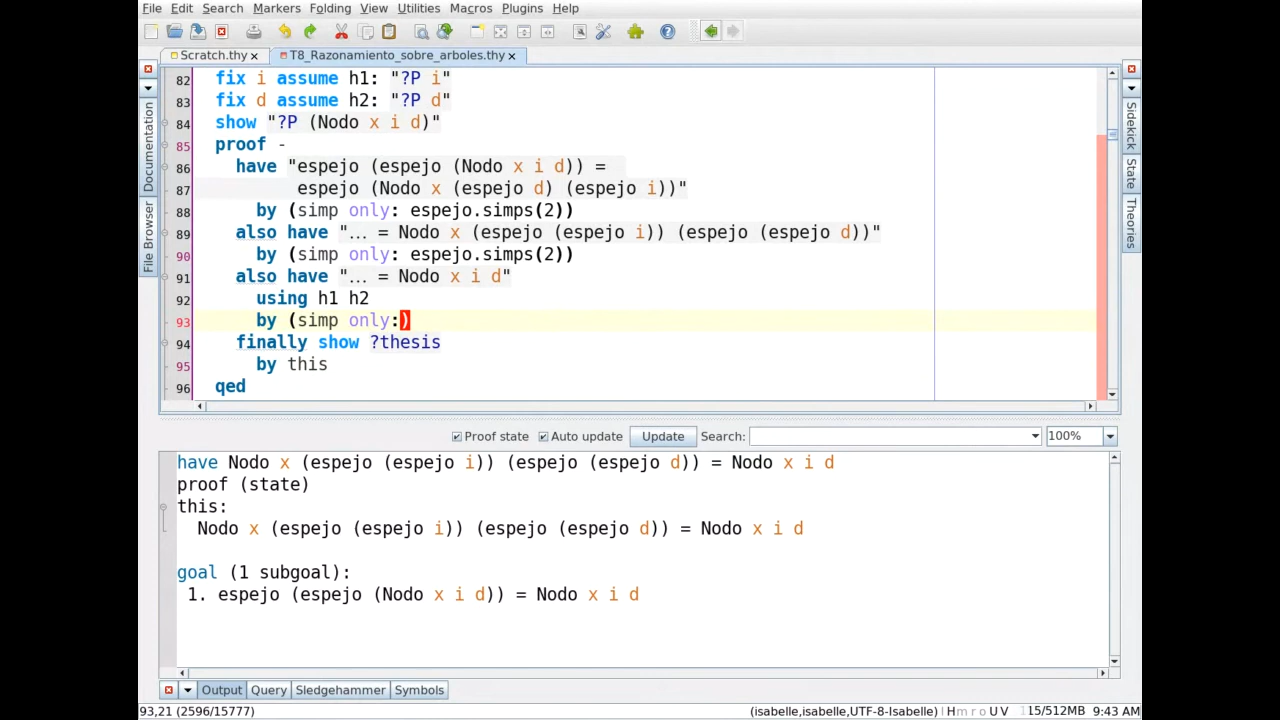 File Edit Search Markers Folding View Utilities Macros Plugins Help
Scratch.thy T8_Razonamiento_sobre_arboles.thy
82 fix i assume h1: "?P i"
83 fix d assume h2: "?P d"
84 show "?P (Nodo x i d)"
85 proof -
86 have "espejo (espejo (Nodo x i d)) =
87 espejo (Nodo x (espejo d) (espejo i))"
88 by (simp only: espejo.simps(2))
89 also have "... = Nodo x (espejo (espejo i)) (espejo (espejo d))"
90 by (simp only: espejo.simps(2))
91 also have "... = Nodo x i d"
92 using h1 h2
93 by (simp only:)
94 finally show ?thesis
95 by this
96 qed
Documentation
File Browser
Sidekick
State
Theories
Proof state Auto update Update Search: 100%
have Nodo x (espejo (espejo i)) (espejo (espejo d)) = Nodo x i d
proof (state)
this:
Nodo x (espejo (espejo i)) (espejo (espejo d)) = Nodo x i d
goal (1 subgoal):
1. espejo (espejo (Nodo x i d)) = Nodo x i d
Output Query Sledgehammer Symbols
93,21 (2596/15777) (isabelle,isabelle,UTF-8-Isabelle) H m r o U V 115/512MB 9:43 AM